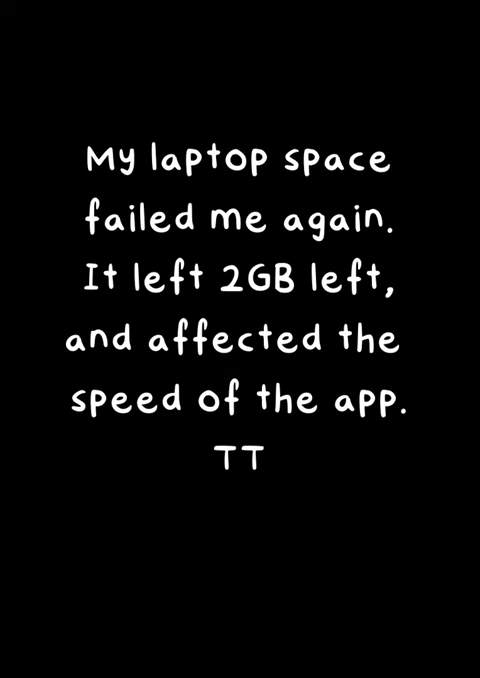 My laptop space
failed me again.
It left 2GB left,
and affected the
speed of the app.
TT